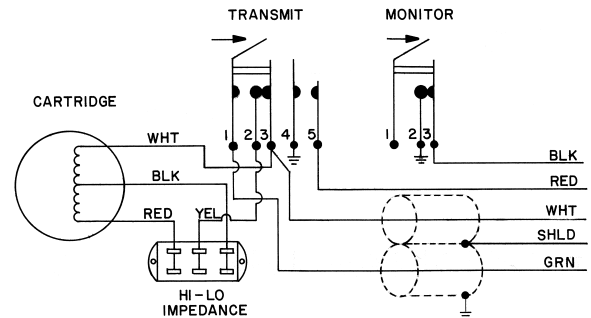 TRANSMIT
MONITOR
CARTRIDGE
WHT
1 2 3 4 5
1 2 3
BLK
BLK
RED
RED YEL
WHT
SHLD
GRN
HI-LO
IMPEDANCE